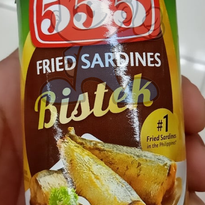 555
FRIED SARDINES
Bistek
#1
Fried Sardines
in the Philippines